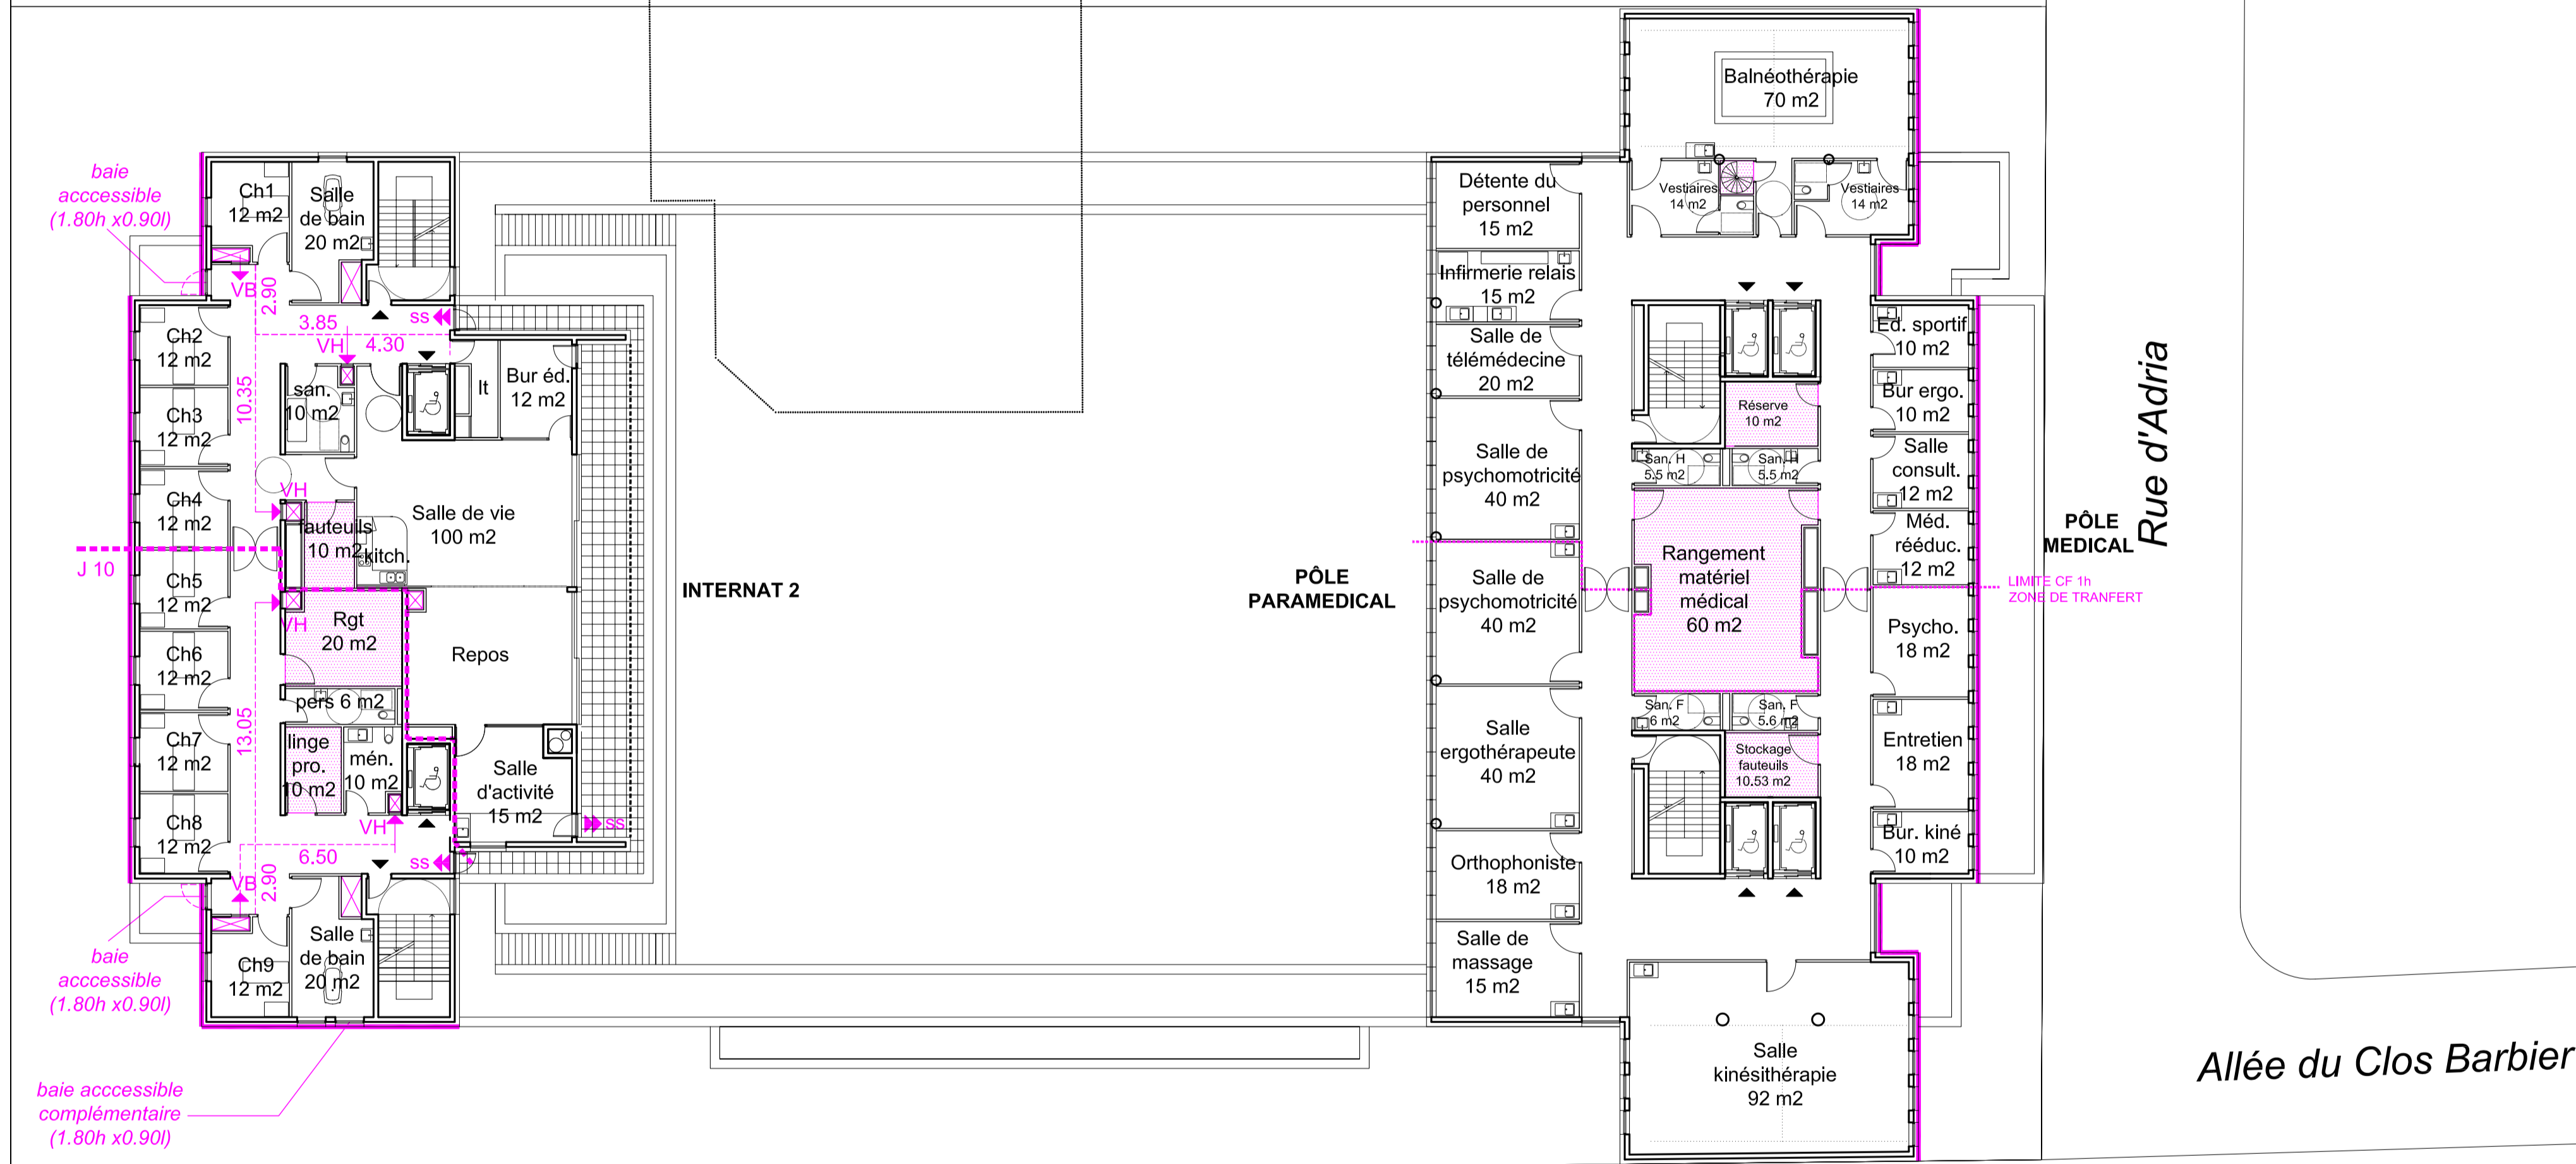 baie
acccessible
(1.80h x0.90l)
Ch1
12 m2
Salle
de bain
20 m2
VB
2.90
3.85
VH
4.30
ss
Ch2
12 m2
Ch3
12 m2
Ch4
12 m2
Ch5
12 m2
Ch6
12 m2
Ch7
12 m2
Ch8
12 m2
J 10
10.35
13.05
san.
10 m2
lt
Bur éd.
12 m2
VH
auteuils
10 m2
kitch.
Salle de vie
100 m2
VH
Rgt
20 m2
Repos
pers 6 m2
linge
pro.
10 m2
mén.
10 m2
Salle
d'activité
15 m2
VH
ss
6.50
ss
VB
2.90
Ch9
12 m2
Salle
de bain
20 m2
baie
acccessible
(1.80h x0.90l)
baie acccessible
complémentaire
(1.80h x0.90l)
INTERNAT 2
PÔLE
PARAMEDICAL
Détente du
personnel
15 m2
Infirmerie relais
15 m2
Salle de
télémédecine
20 m2
Salle de
psychomotricité
40 m2
Salle de
psychomotricité
40 m2
Salle
ergothérapeute
40 m2
Orthophoniste
18 m2
Salle de
massage
15 m2
Balnéothérapie
70 m2
Vestiaires
14 m2
Vestiaires
14 m2
Réserve
10 m2
San. H
5.5 m2
San. H
5.5 m2
Rangement
matériel
médical
60 m2
San. F
6 m2
San. F
5.6 m2
Stockage
fauteuils
10.53 m2
Salle
kinésithérapie
92 m2
Ed. sportif
10 m2
Bur ergo.
10 m2
Salle
consult.
12 m2
Méd.
rééduc.
12 m2
Psycho.
18 m2
Entretien
18 m2
Bur. kiné
10 m2
PÔLE
MEDICAL
LIMITE CF 1h
ZONE DE TRANFERT
Rue d'Adria
Allée du Clos Barbier